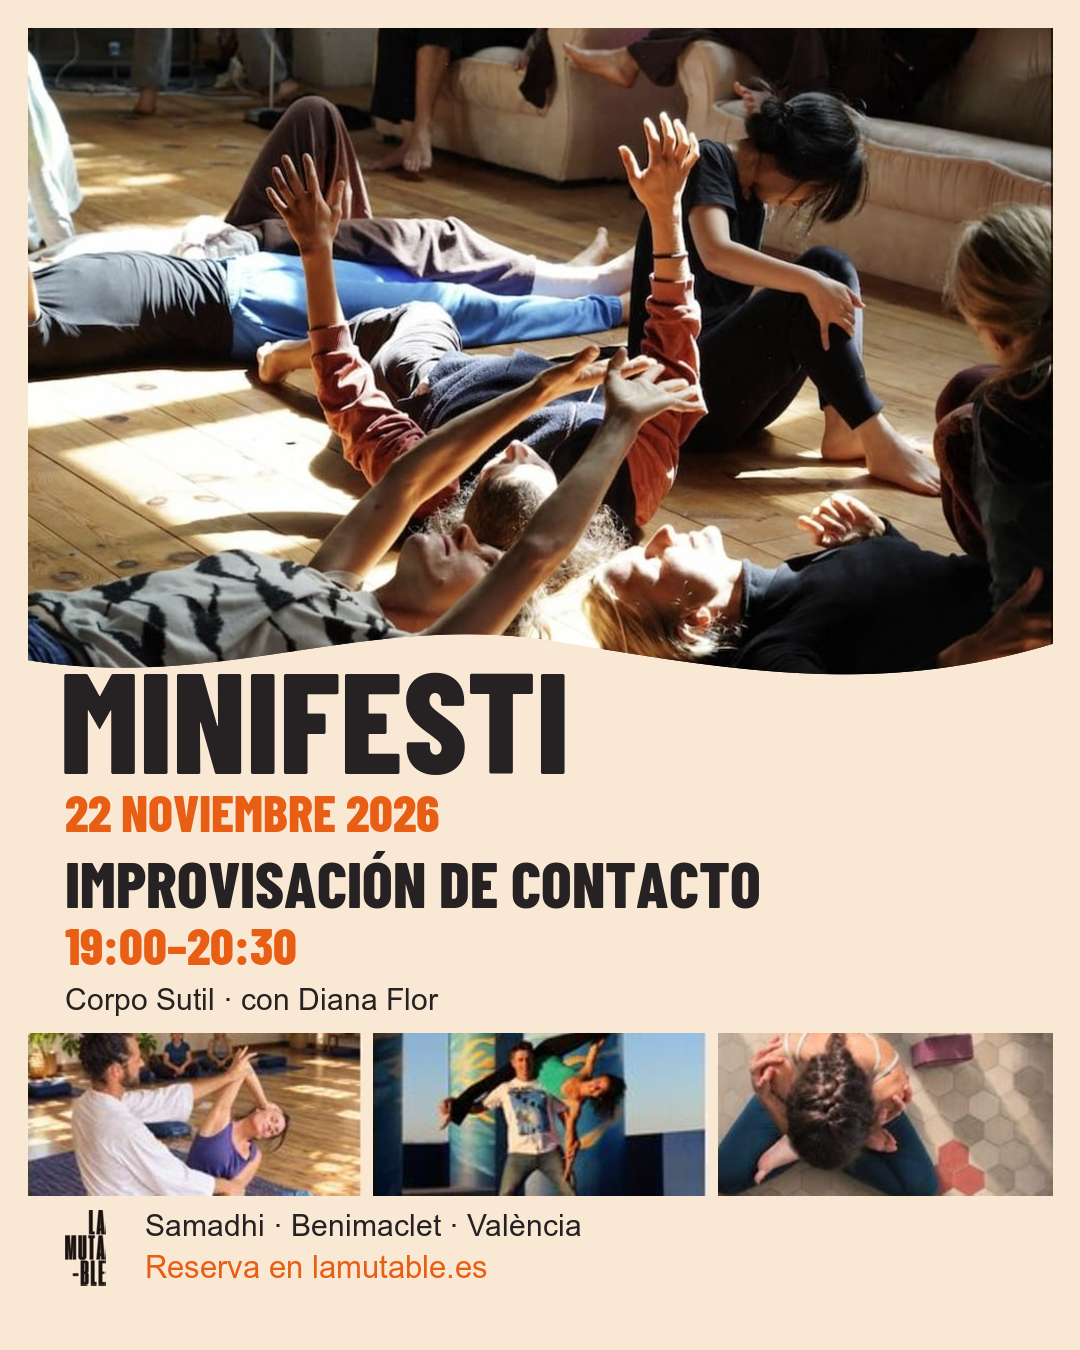 MINIFESTI
22 NOVIEMBRE 2026
IMPROVISACIÓN DE CONTACTO
19:00–20:30
Corpo Sutil · con Diana Flor
LA
MUTA
-BLE
Samadhi · Benimaclet · València
Reserva en lamutable.es